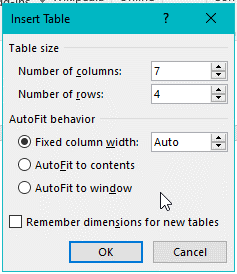 Insert Table
Table size
Number of columns: 7
Number of rows: 4
AutoFit behavior
Fixed column width: Auto
AutoFit to contents
AutoFit to window
Remember dimensions for new tables
OK Cancel